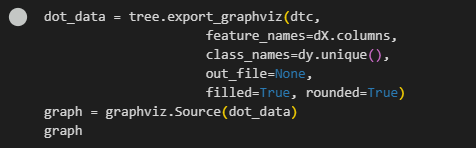 dot_data = tree.export_graphviz(dtc,
                      feature_names=dX.columns,
                      class_names=dy.unique(),
                      out_file=None,
                      filled=True, rounded=True)
graph = graphviz.Source(dot_data)
graph